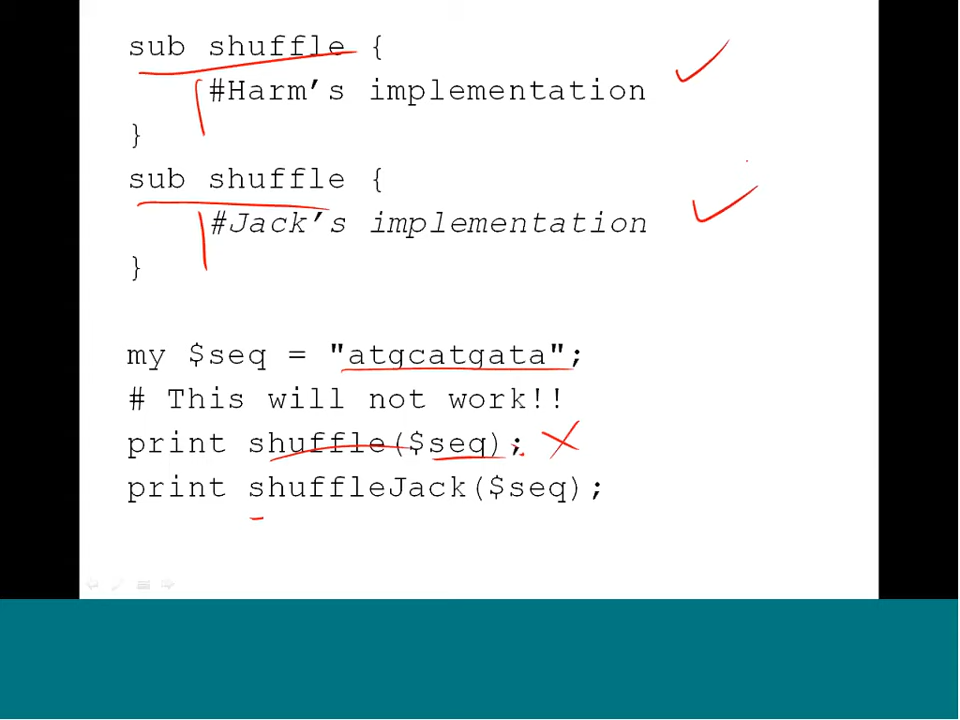 sub shuffle {
#Harm's implementation
}
sub shuffle {
#Jack's implementation
}
my $seq = "atgcatgata";
# This will not work!!
print shuffle($seq);
print shuffleJack($seq);